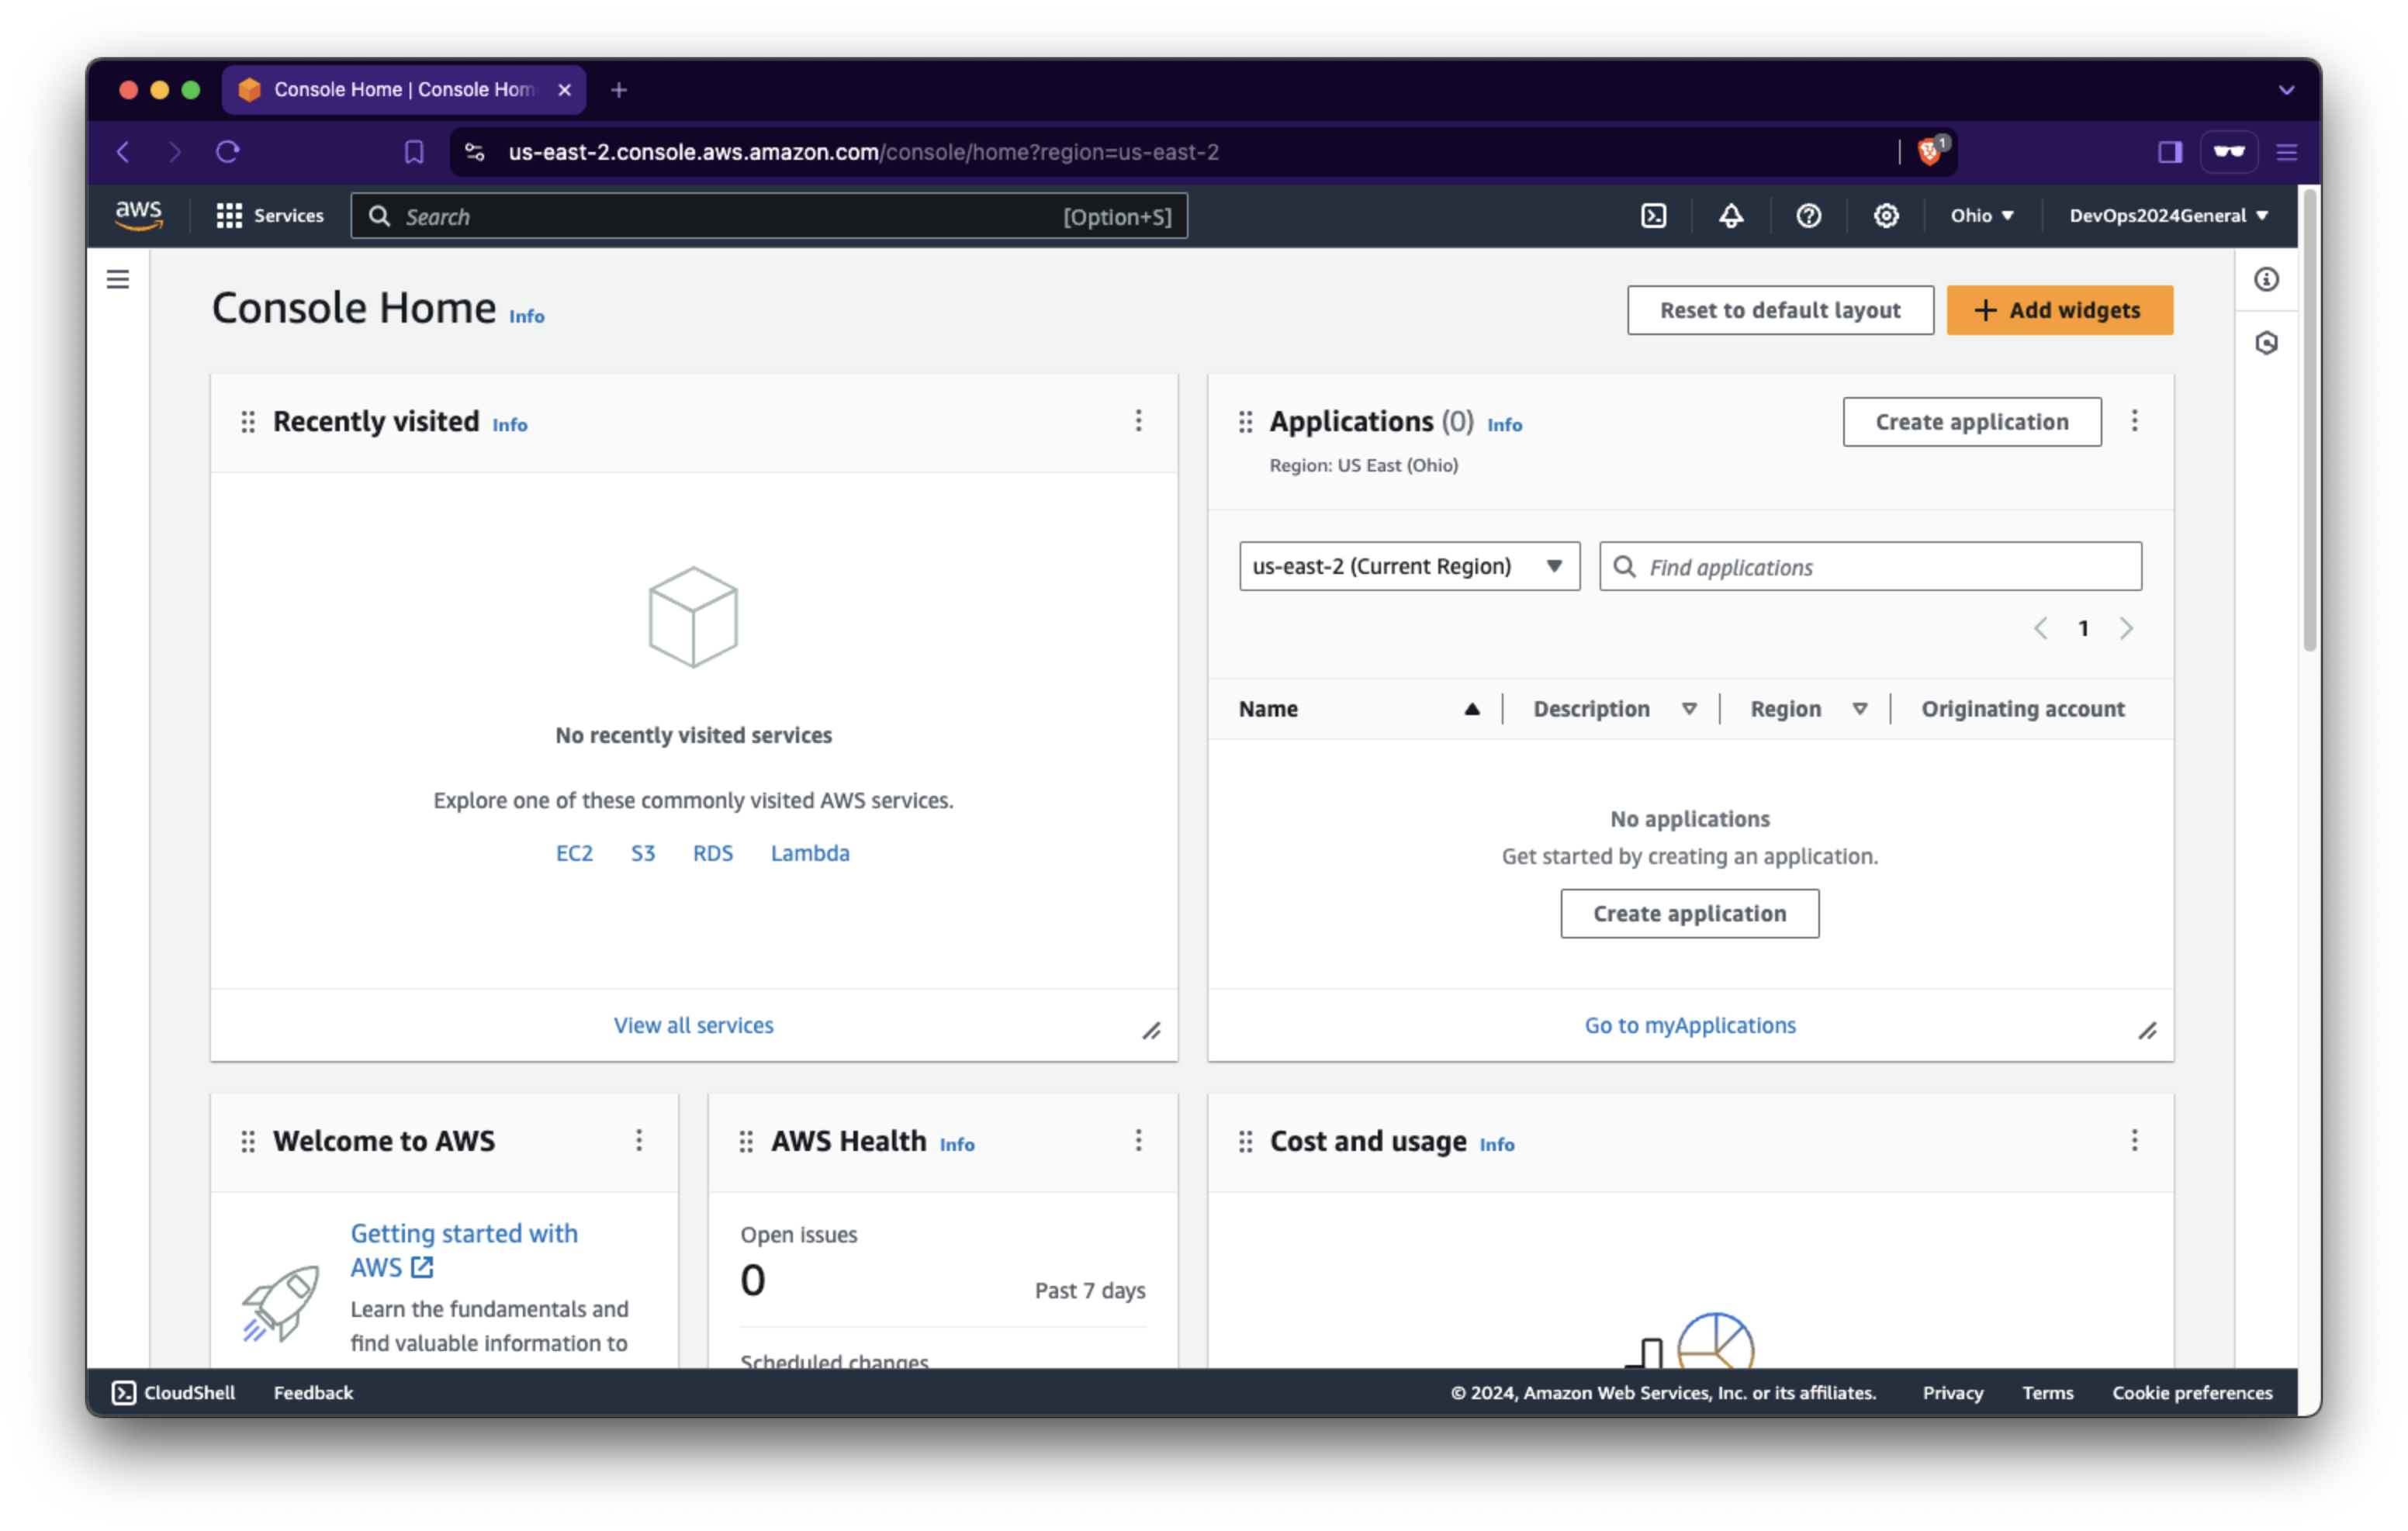 Console Home | Console Hom
us-east-2.console.aws.amazon.com/console/home?region=us-east-2
1
aws
Services
Search
[Option+S]
Ohio
DevOps2024General
Console Home Info
Reset to default layout
Add widgets
Recently visited Info
No recently visited services
Explore one of these commonly visited AWS services.
EC2 S3 RDS Lambda
View all services
Applications (0) Info
Region: US East (Ohio)
Create application
us-east-2 (Current Region)
Find applications
1
Name Description Region Originating account
No applications
Get started by creating an application.
Create application
Go to myApplications
Welcome to AWS
Getting started with
AWS
Learn the fundamentals and
find valuable information to
AWS Health Info
Open issues
0
Past 7 days
Scheduled changes
Cost and usage Info
CloudShell Feedback
© 2024, Amazon Web Services, Inc. or its affiliates. Privacy Terms Cookie preferences